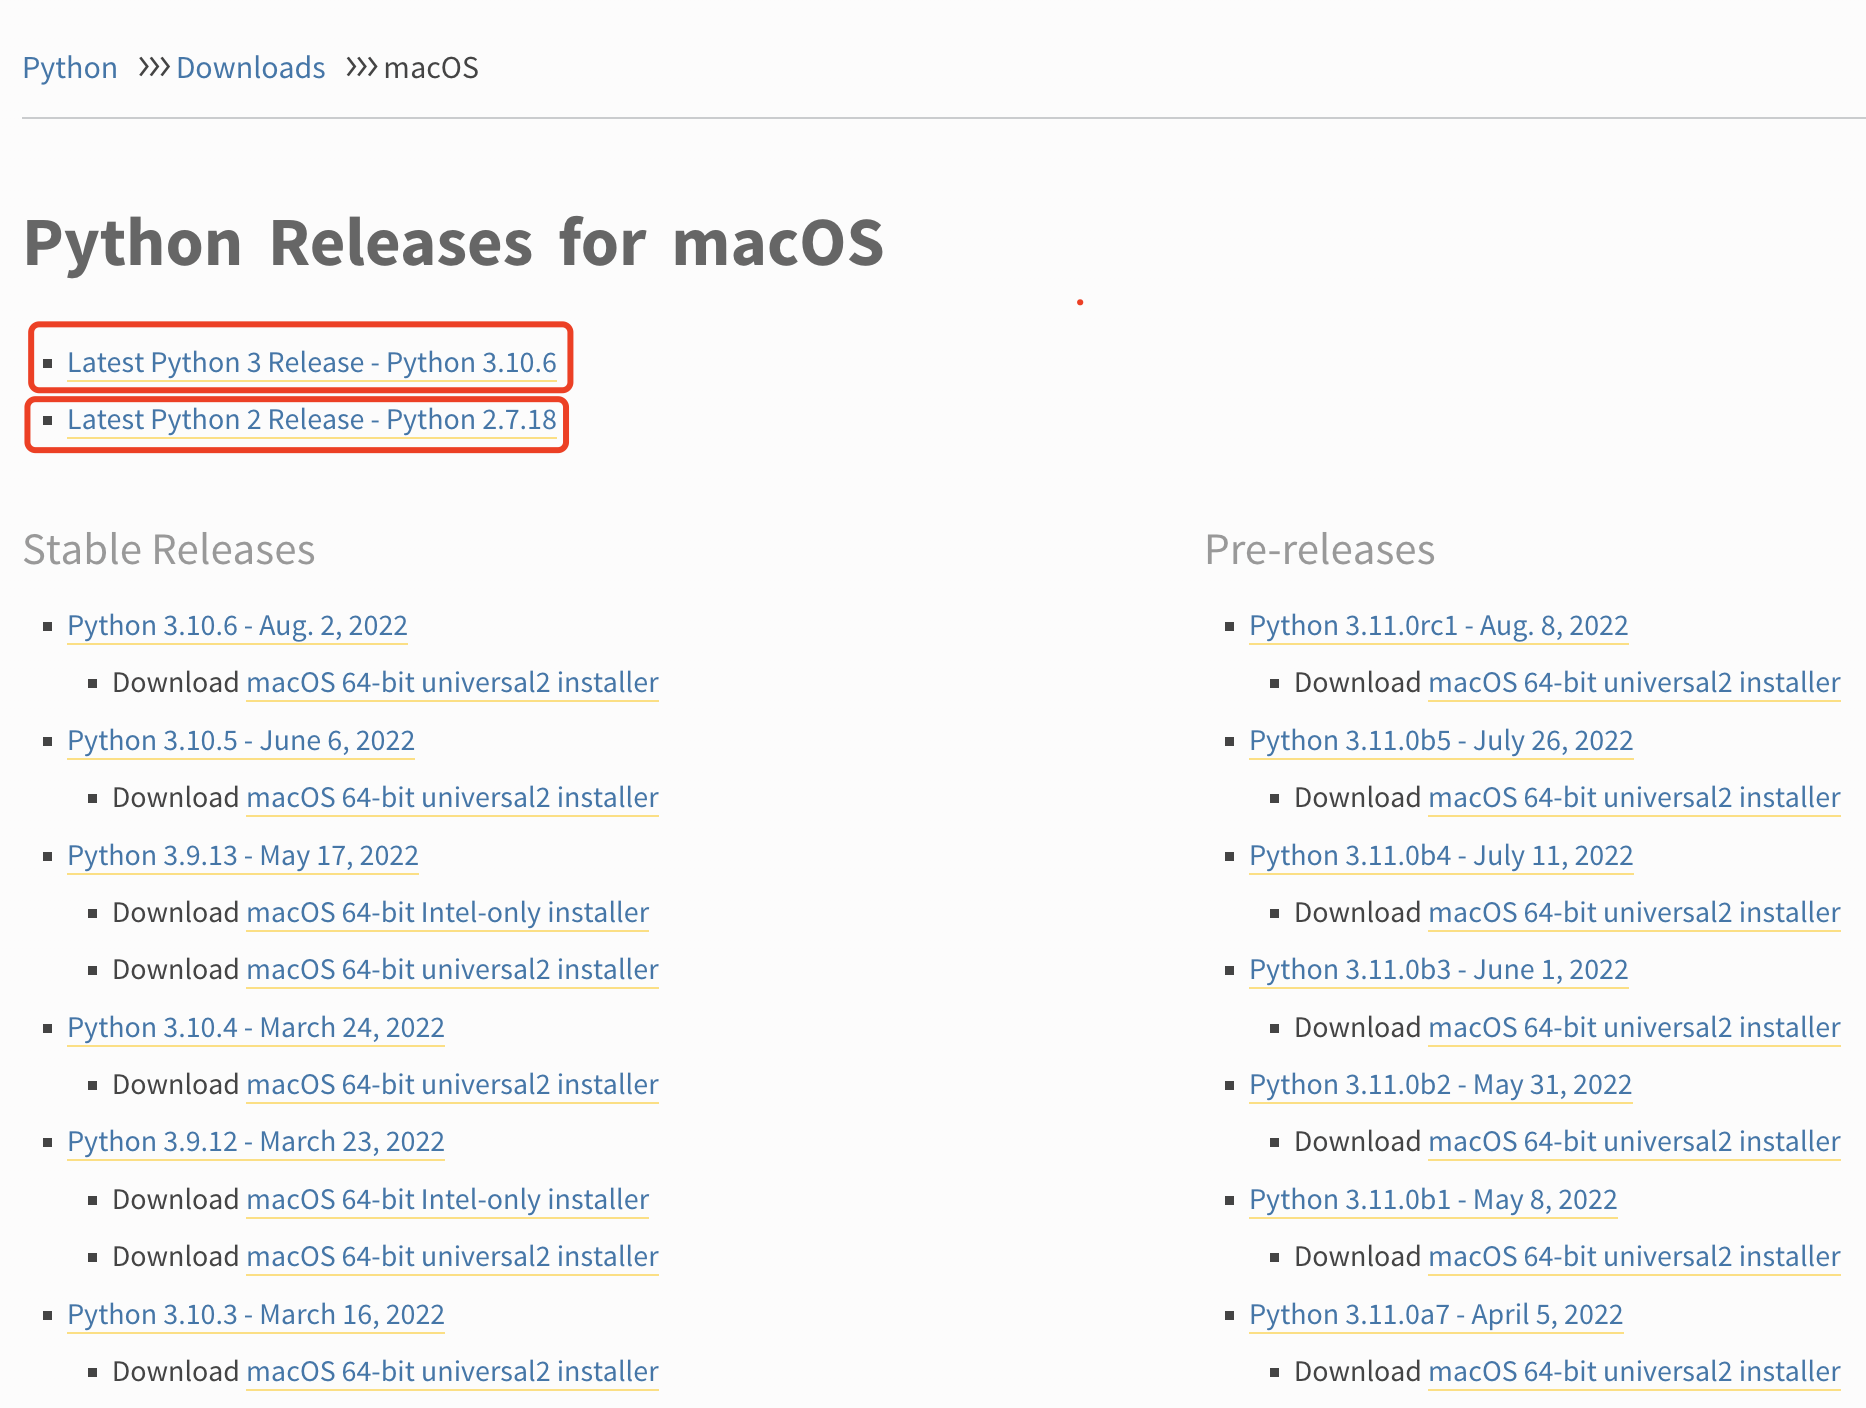 Python >>> Downloads >>> macOS
Python Releases for macOS
Latest Python 3 Release - Python 3.10.6
Latest Python 2 Release - Python 2.7.18
Stable Releases
Python 3.10.6 - Aug. 2, 2022
Download macOS 64-bit universal2 installer
Python 3.10.5 - June 6, 2022
Download macOS 64-bit universal2 installer
Python 3.9.13 - May 17, 2022
Download macOS 64-bit Intel-only installer
Download macOS 64-bit universal2 installer
Python 3.10.4 - March 24, 2022
Download macOS 64-bit universal2 installer
Python 3.9.12 - March 23, 2022
Download macOS 64-bit Intel-only installer
Download macOS 64-bit universal2 installer
Python 3.10.3 - March 16, 2022
Download macOS 64-bit universal2 installer
Pre-releases
Python 3.11.0rc1 - Aug. 8, 2022
Download macOS 64-bit universal2 installer
Python 3.11.0b5 - July 26, 2022
Download macOS 64-bit universal2 installer
Python 3.11.0b4 - July 11, 2022
Download macOS 64-bit universal2 installer
Python 3.11.0b3 - June 1, 2022
Download macOS 64-bit universal2 installer
Python 3.11.0b2 - May 31, 2022
Download macOS 64-bit universal2 installer
Python 3.11.0b1 - May 8, 2022
Download macOS 64-bit universal2 installer
Python 3.11.0a7 - April 5, 2022
Download macOS 64-bit universal2 installer